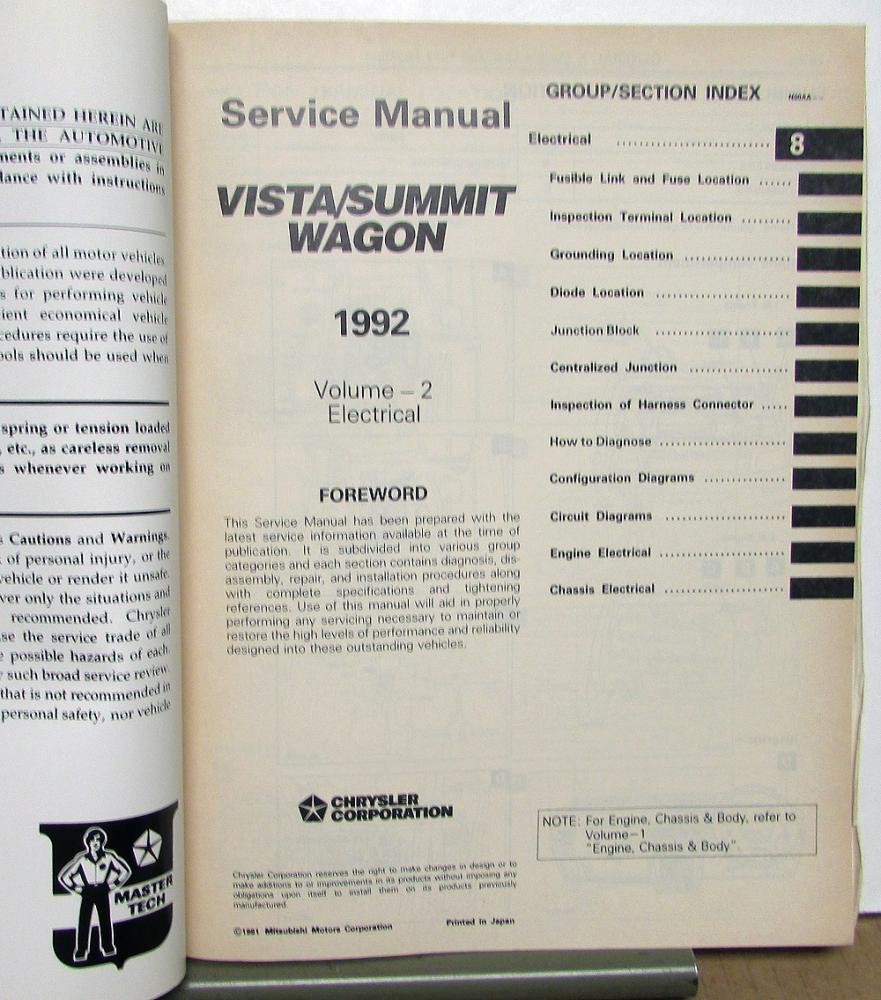 TAINED HEREIN ARE
THE AUTOMOTIVE
ments or assemblies in
dance with instructions
tion of all motor vehicles.
blication were developed
s for performing vehicle
ient economical vehicle
cedures require the use of
ools should be used when
spring or tension loaded
, etc., as careless removal
s whenever working on
s Cautions and Warnings.
of personal injury, or the
vehicle or render it unsafe.
ver only the situations and
recommended. Chrysler
se the service trade of all
e possible hazards of each.
y such broad service review.
that is not recommended in
personal safety, nor vehicle
MASTER
TECH
Service Manual
VISTA/SUMMIT
WAGON
1992
Volume – 2
Electrical
FOREWORD
This Service Manual has been prepared with the
latest service information available at the time of
publication. It is subdivided into various group
categories and each section contains diagnosis, dis-
assembly, repair, and installation procedures along
with complete specifications and tightening
references. Use of this manual will aid in properly
performing any servicing necessary to maintain or
restore the high levels of performance and reliability
designed into these outstanding vehicles.
CHRYSLER
CORPORATION
Chrysler Corporation reserves the right to make changes in design or to
make additions to or improvements in its products without imposing any
obligations upon itself to install them on its products previously
manufactured.
©1991 Mitsubishi Motors Corporation Printed in Japan
GROUP/SECTION INDEX
Electrical ........................... 8
Fusible Link and Fuse Location ......
Inspection Terminal Location .........
Grounding Location ...................
Diode Location ........................
Junction Block ........................
Centralized Junction ..................
Inspection of Harness Connector .....
How to Diagnose ......................
Configuration Diagrams ...............
Circuit Diagrams .....................
Engine Electrical .....................
Chassis Electrical .....................
NOTE: For Engine, Chassis & Body, refer to
Volume–1
"Engine, Chassis & Body".